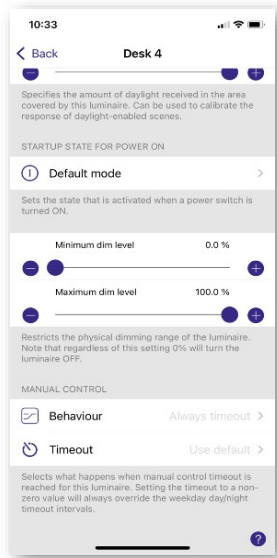 10:33
Back Desk 4
Specifies the amount of daylight received in the area
covered by this luminaire. Can be used to calibrate the
response of daylight-enabled scenes.
STARTUP STATE FOR POWER ON
Default mode
Sets the state that is activated when a power switch is
turned ON.
Minimum dim level 0.0 %
Maximum dim level 100.0 %
Restricts the physical dimming range of the luminaire.
Note that regardless of this setting 0% will turn the
luminaire OFF.
MANUAL CONTROL
Behaviour Always timeout
Timeout Use default
Selects what happens when manual control timeout is
reached for this luminaire. Setting the timeout to a non-
zero value will always override the weekday day/night
timeout intervals.
?